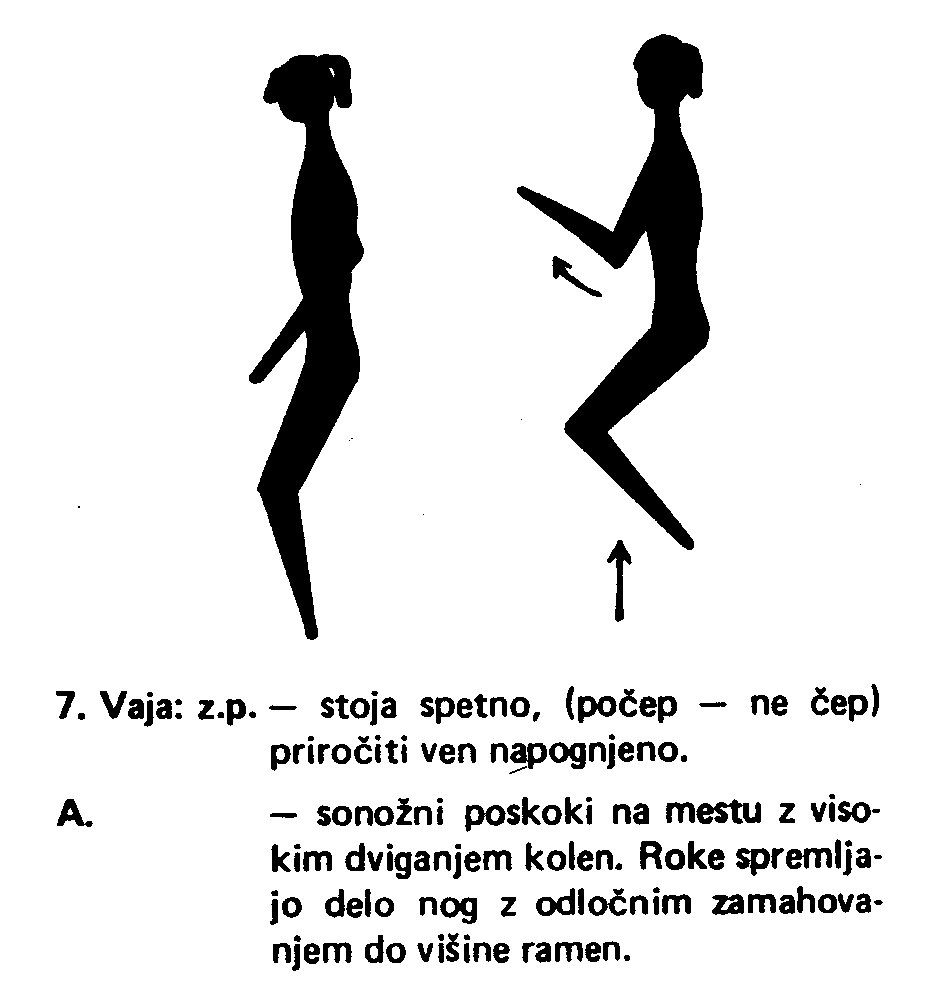 7. Vaja: z.p. — stoja spetno, (počep — ne čep)
priročiti ven napognjeno.
A. — sonožni poskoki na mestu z viso-
kim dviganjem kolen. Roke spremlja-
jo delo nog z odločnim zamahova-
njem do višine ramen.